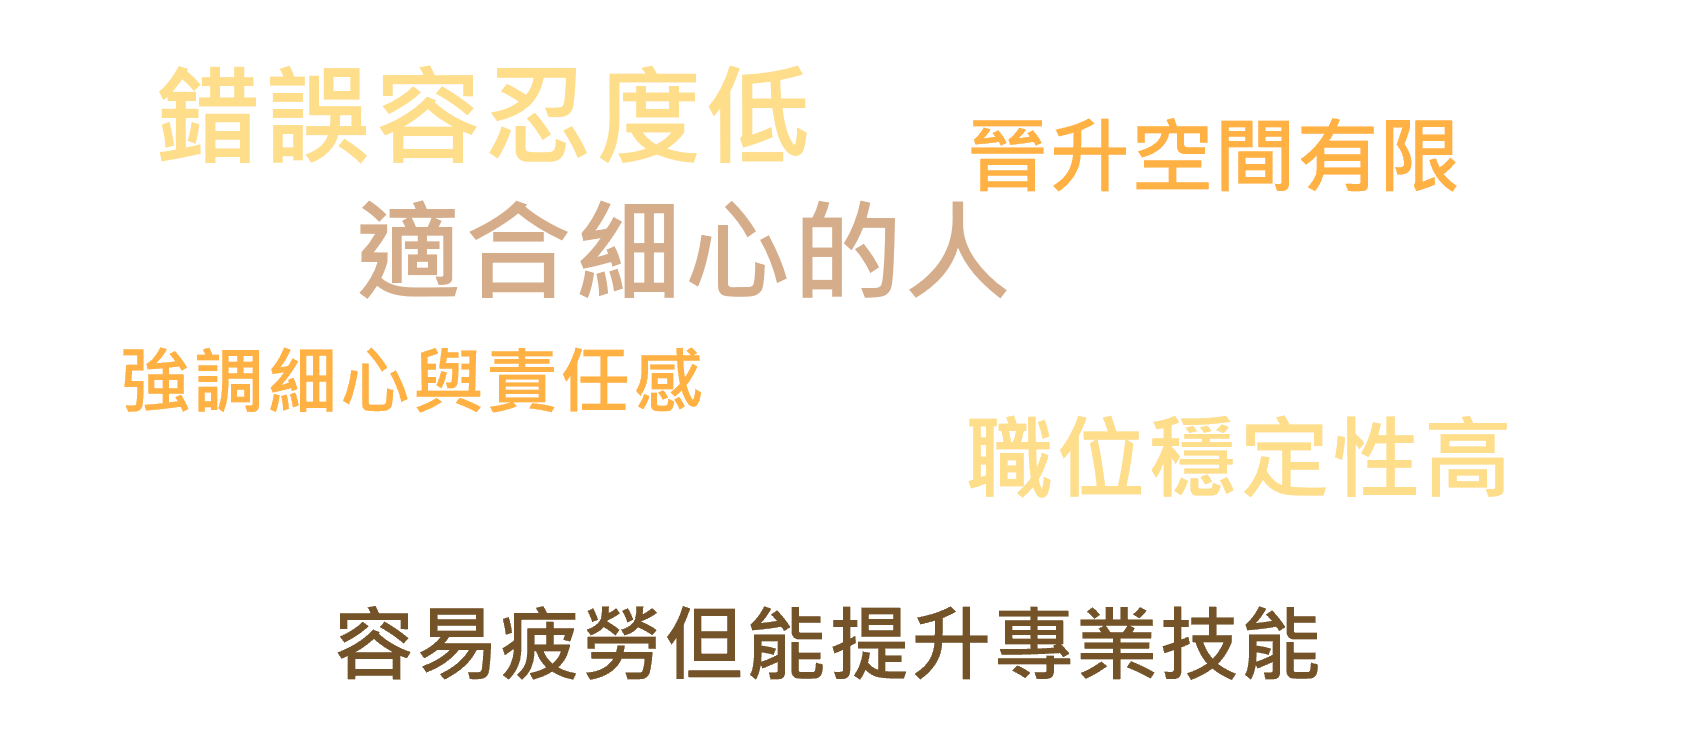 錯誤容忍度低
晉升空間有限
適合細心的人
強調細心與責任感
職位穩定性高
容易疲勞但能提升專業技能